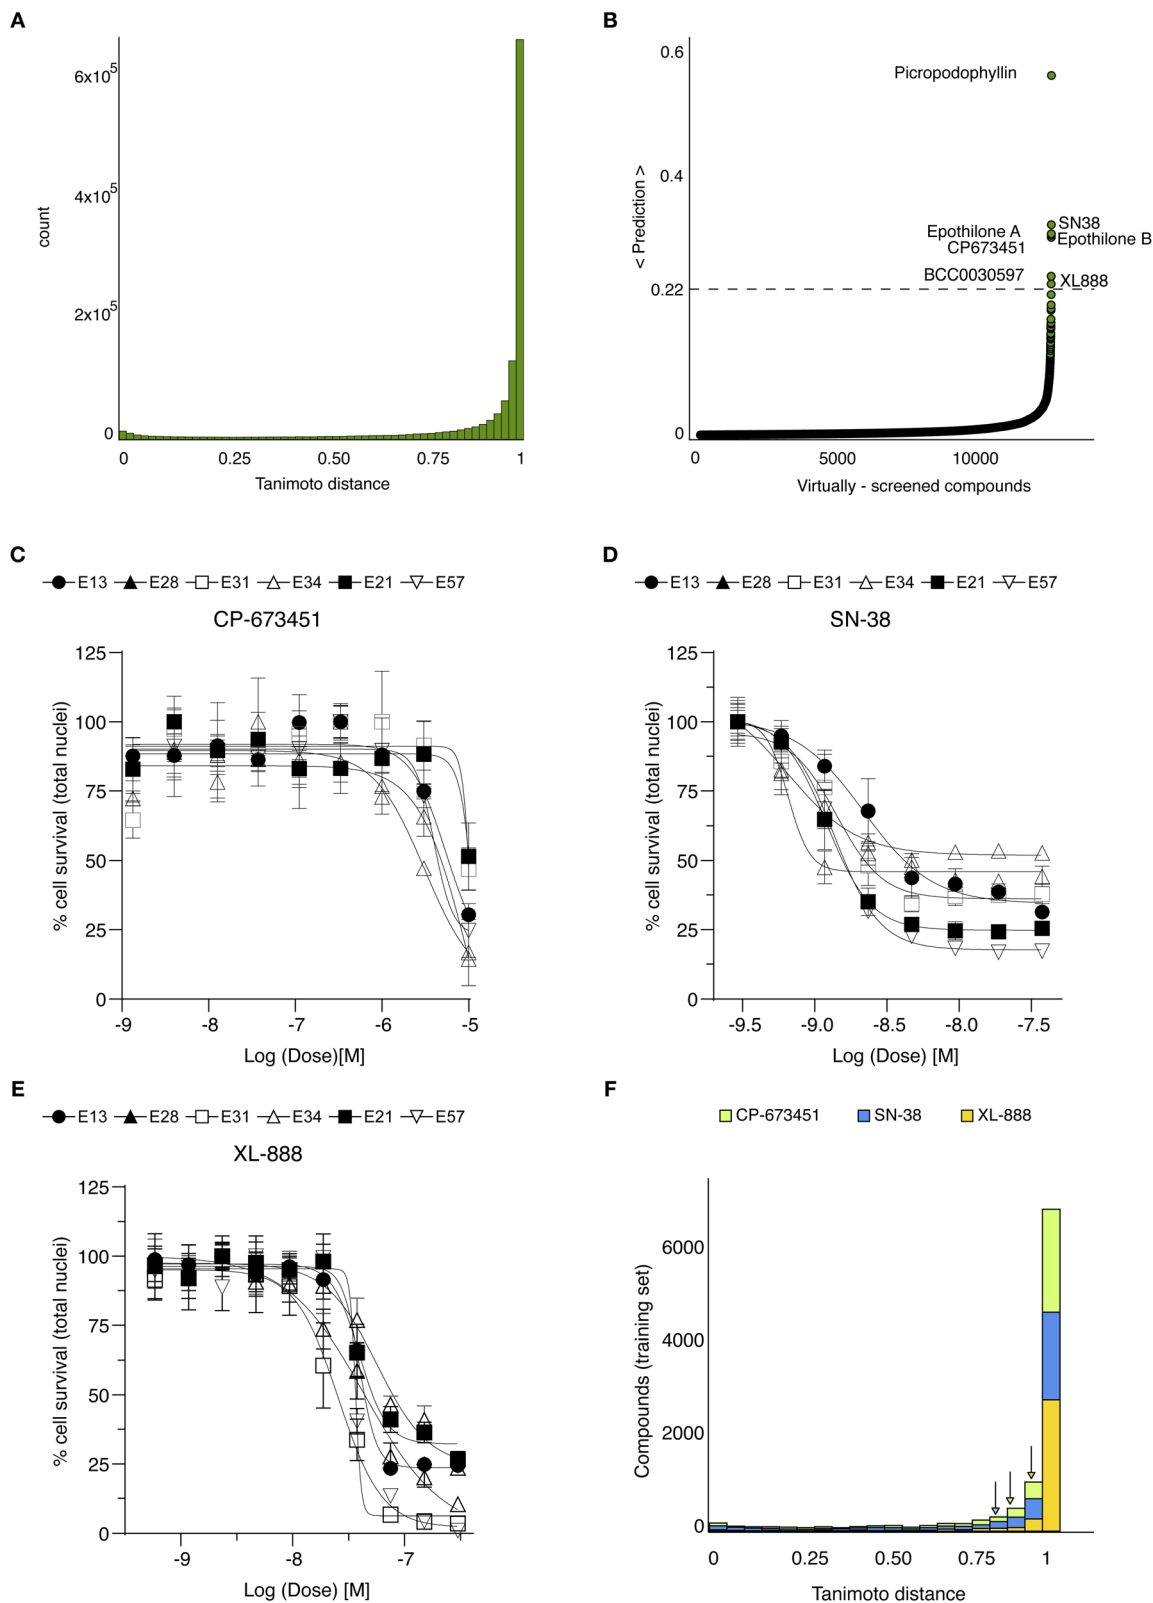 A
6x10^5
4x10^5
2x10^5
0
count
0 0.25 0.50 0.75 1
Tanimoto distance
B
0.6
0.4
0.22
0
< Prediction >
Picropodophyllin
SN38
Epothilone A
Epothilone B
CP673451
BCC0030597
XL888
0 5000 10000
Virtually - screened compounds
C
E13 E28 E31 E34 E21 E57
CP-673451
125
100
75
50
25
0
% cell survival (total nuclei)
-9 -8 -7 -6 -5
Log (Dose)[M]
D
E13 E28 E31 E34 E21 E57
SN-38
125
100
75
50
25
0
% cell survival (total nuclei)
-9.5 -9.0 -8.5 -8.0 -7.5
Log (Dose) [M]
E
E13 E28 E31 E34 E21 E57
XL-888
125
100
75
50
25
0
% cell survival (total nuclei)
-9 -8 -7
Log (Dose) [M]
F
CP-673451 SN-38 XL-888
6000
4000
2000
0
Compounds (training set)
0 0.25 0.50 0.75 1
Tanimoto distance